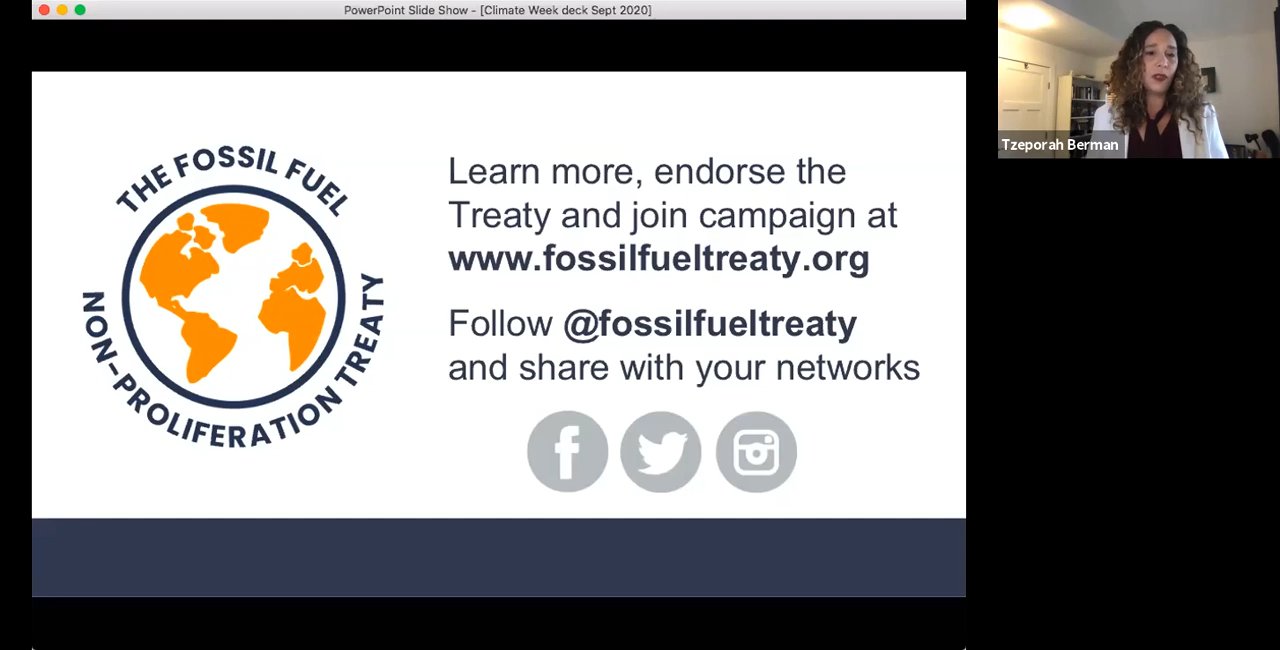 PowerPoint Slide Show - [Climate Week deck Sept 2020]
THE FOSSIL FUEL
NON-PROLIFERATION TREATY
Learn more, endorse the
Treaty and join campaign at
www.fossilfueltreaty.org
Follow @fossilfueltreaty
and share with your networks
Tzeporah Berman